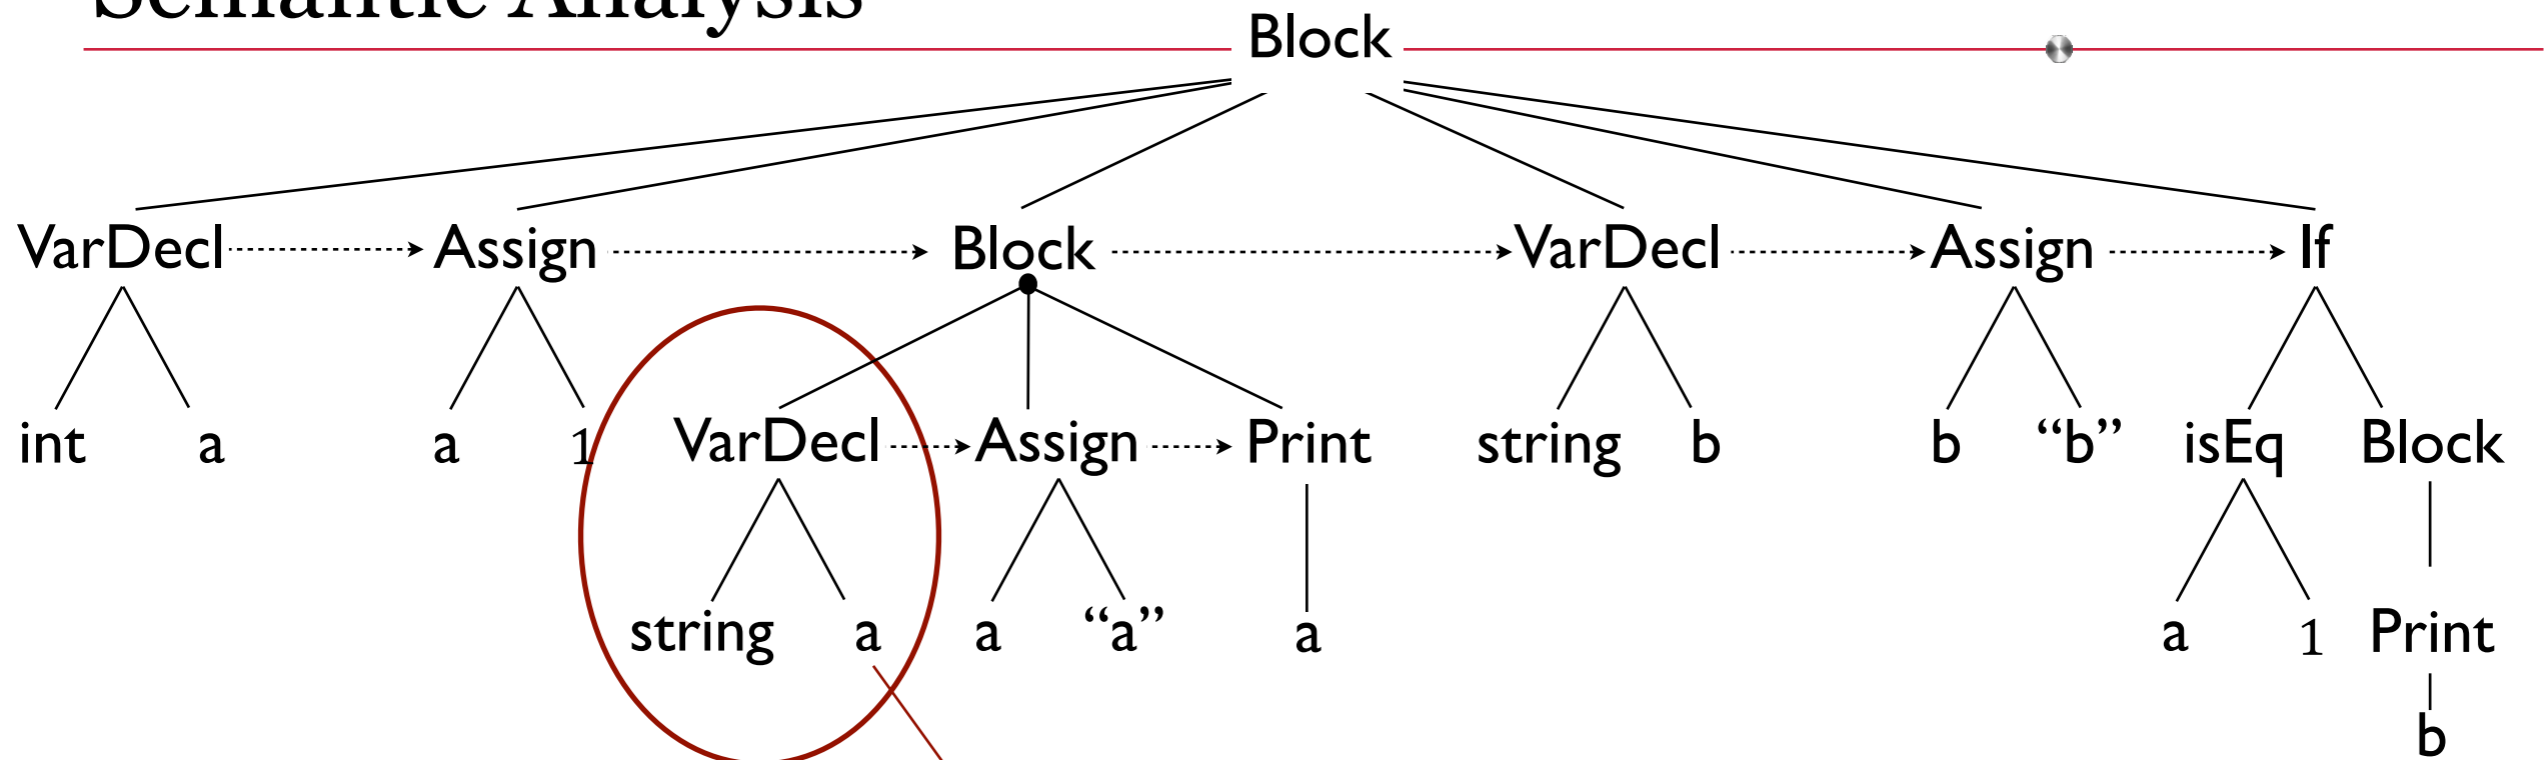 Semantic Analysis
Block
VarDecl Assign Block VarDecl Assign If
int a a 1 VarDecl Assign Print string b b “b” isEq Block
string a a “a” a a 1 Print
b